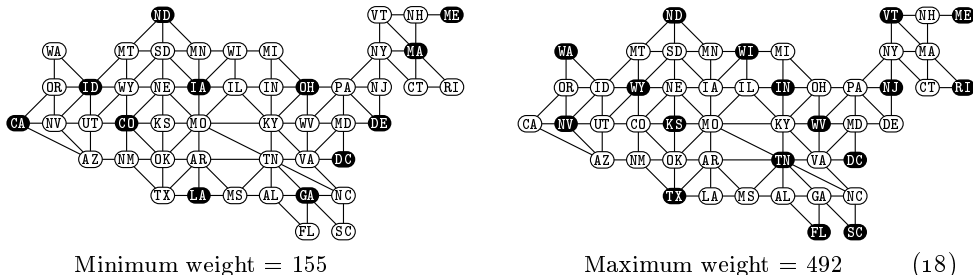 ND ND
VT NH ME VT NH ME
WA MT SD MN WI MI NY MA WA MT SD MN WI MI NY MA
OR ID WY NE IA IL IN OH PA NJ CT RI OR ID WY NE IA IL IN OH PA NJ CT RI
CA NV UT CO KS MO KY WV MD DE CA NV UT CO KS MO KY WV MD DE
AZ NM OK AR TN VA DC AZ NM OK AR TN VA DC
TX LA MS AL GA NC TX LA MS AL GA NC
FL SC FL SC
Minimum weight = 155 Maximum weight = 492 (18)